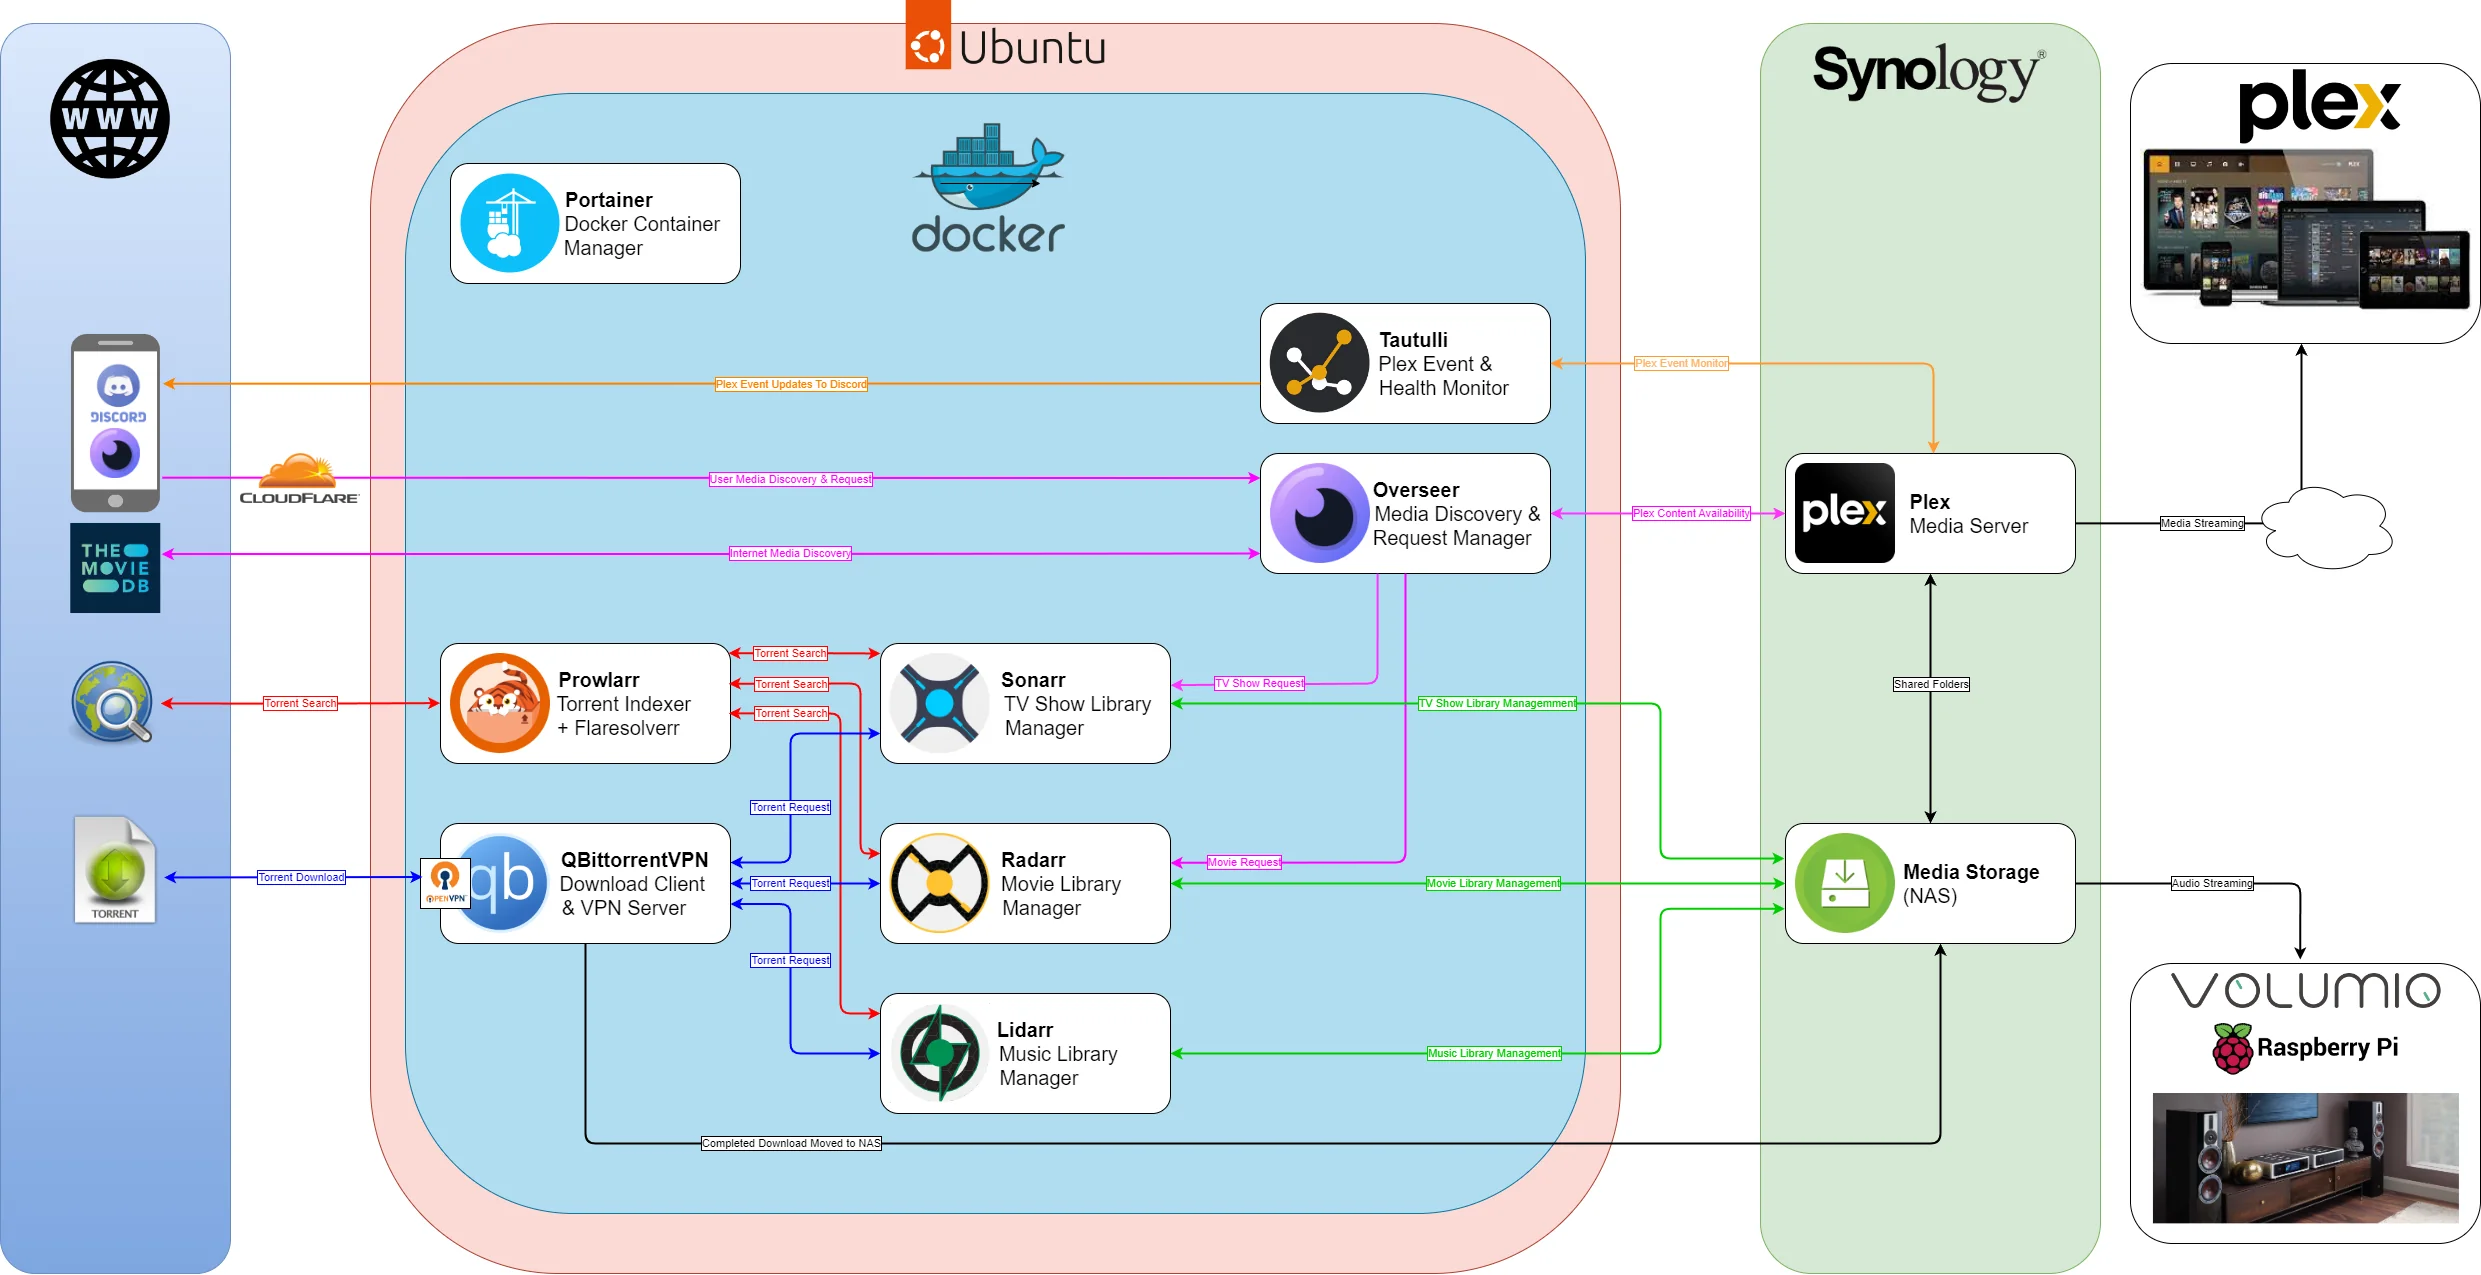 Ubuntu
WWW
Synology®
plex
docker
Portainer
Docker Container
Manager
Tautulli
Plex Event &
Health Monitor
Plex Event Monitor
Plex Event Updates To Discord
DISCORD
CLOUDFLARE
User Media Discovery & Request
Overseer
Media Discovery &
Request Manager
Plex Content Availability
plex
Plex
Media Server
Media Streaming
THE
MOVIE
DB
Internet Media Discovery
Prowlarr
Torrent Indexer
+ Flaresolverr
Torrent Search
Torrent Search
Torrent Search
Torrent Search
Sonarr
TV Show Library
Manager
TV Show Request
TV Show Library Managemment
Shared Folders
Torrent Request
TORRENT
Torrent Download
OPENVPN
qb
QBittorrentVPN
Download Client
& VPN Server
Torrent Request
Torrent Request
Radarr
Movie Library
Manager
Movie Request
Movie Library Management
Media Storage
(NAS)
Audio Streaming
VOLUMIO
Raspberry Pi
Lidarr
Music Library
Manager
Music Library Management
Completed Download Moved to NAS